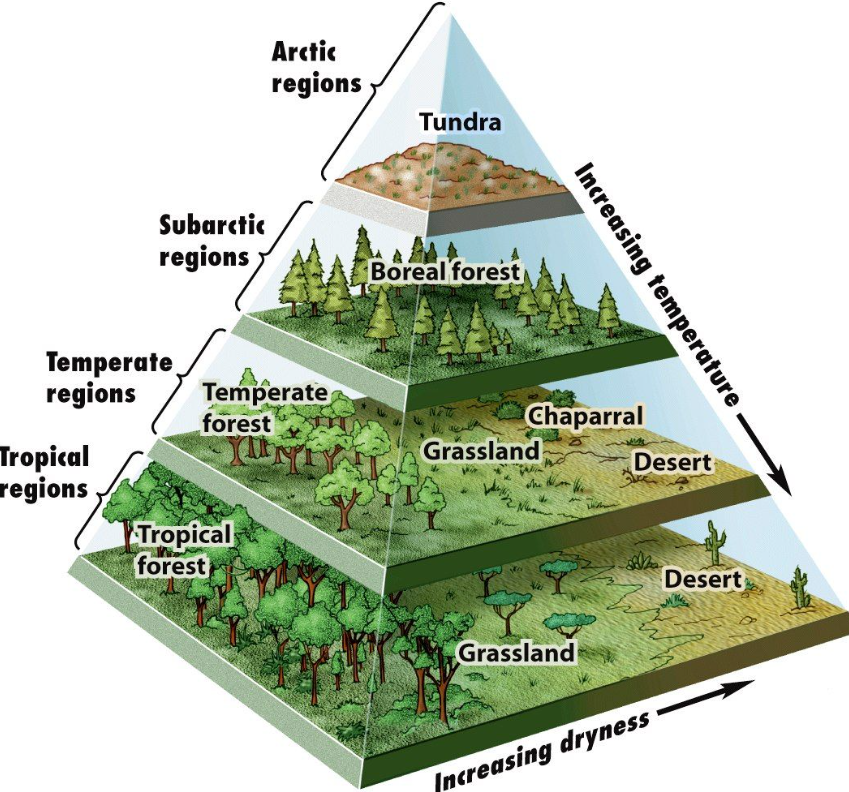 Arctic
regions
Tundra
Increasing temperature
Subarctic
regions
Boreal forest
Temperate
regions
Temperate
forest
Chaparral
Grassland
Desert
Tropical
regions
Tropical
forest
Desert
Grassland
Increasing dryness